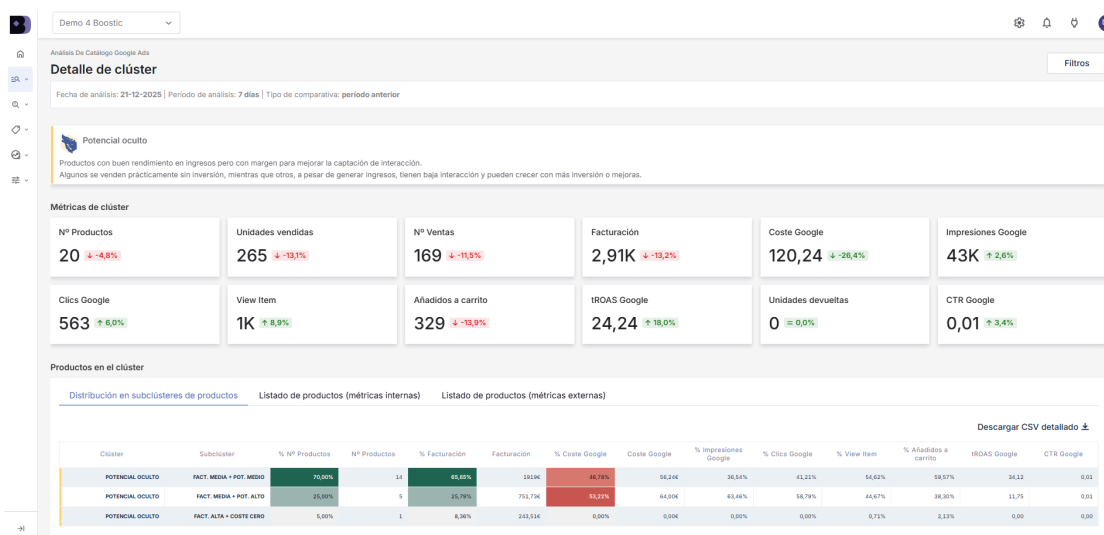 Demo 4 Boostic
Análisis De Catálogo Google Ads
Detalle de clúster
Filtros
Fecha de análisis: 21-12-2025 | Período de análisis: 7 días | Tipo de comparativa: período anterior
Potencial oculto
Productos con buen rendimiento en ingresos pero con margen para mejorar la captación de interacción.
Algunos se venden prácticamente sin inversión, mientras que otros, a pesar de generar ingresos, tienen baja interacción y pueden crecer con más inversión o mejoras.
Métricas de clúster
Nº Productos Unidades vendidas Nº Ventas Facturación Coste Google Impresiones Google
20 ↓ -4,8% 265 ↓ -13,1% 169 ↓ -11,5% 2,91K ↓ -13,2% 120,24 ↓ -26,4% 43K ↑ 2,6%
Clics Google View Item Añadidos a carrito tROAS Google Unidades devueltas CTR Google
563 ↑ 6,0% 1K ↑ 8,9% 329 ↓ -13,9% 24,24 ↑ 18,0% 0 = 0,0% 0,01 ↑ 3,4%
Productos en el clúster
Distribución en subclústeres de productos Listado de productos (métricas internas) Listado de productos (métricas externas)
Descargar CSV detallado
Clúster Subclúster % Nº Productos Nº Productos % Facturación Facturación % Coste Google Coste Google % Impresiones Google % Clics Google % View Item % Añadidos a carrito tROAS Google CTR Google
POTENCIAL OCULTO FACT. MEDIA + POT. MEDIO 70,00% 14 65,85% 1919€ 46,78% 56,24€ 36,54% 41,21% 54,62% 59,57% 34,12 0,01
POTENCIAL OCULTO FACT. MEDIA + POT. ALTO 25,00% 5 25,79% 751,73€ 53,22% 64,00€ 63,46% 58,79% 44,67% 38,30% 11,75 0,01
POTENCIAL OCULTO FACT. ALTA + COSTE CERO 5,00% 1 8,36% 243,51€ 0,00% 0,00€ 0,00% 0,00% 0,71% 2,13% 0,00 0,00